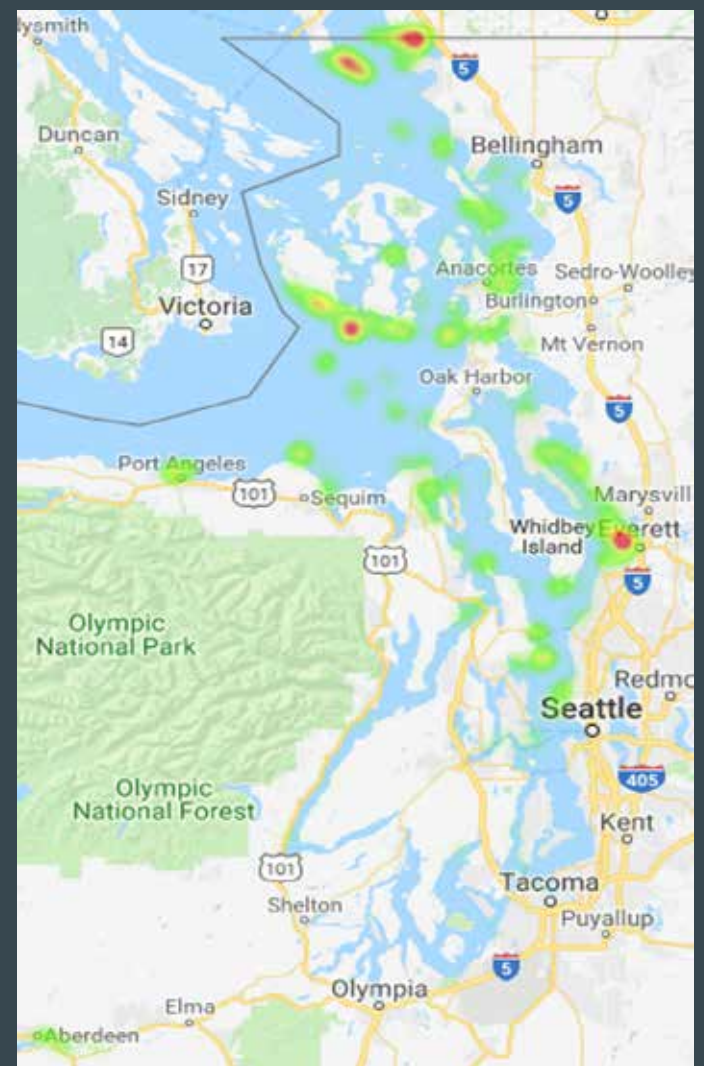 lysmith
5
Duncan
Bellingham
Sidney
5
17
Anacortes
Sedro-Woolley
Victoria
Burlington
14
Mt Vernon
Oak Harbor
5
Port Angeles
101
Sequim
Marysvill
Whidbey
Island
Everett
101
5
Olympic
National Park
Redmo
Seattle
405
Olympic
National Forest
Kent
101
Tacoma
Shelton
Puyallup
5
Olympia
Elma
Aberdeen